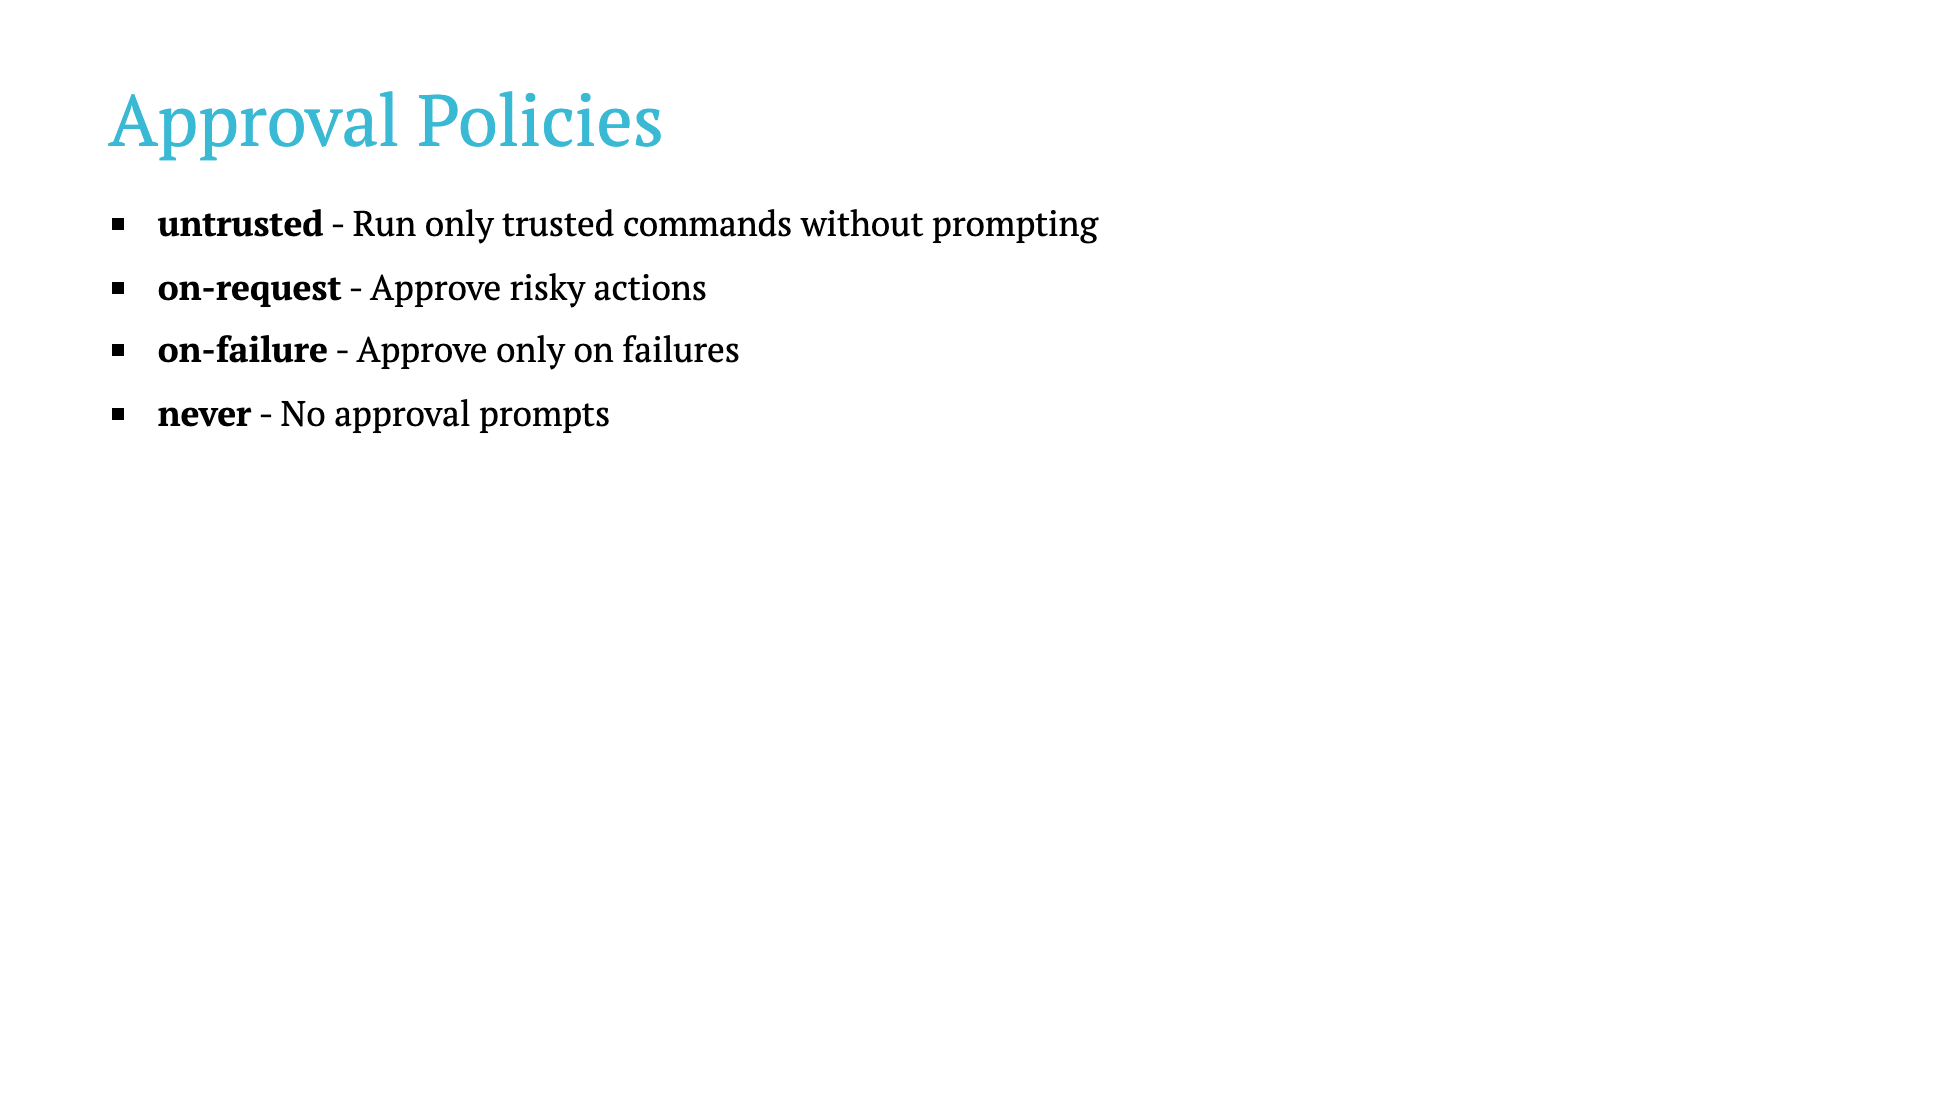 Approval Policies
▪ untrusted - Run only trusted commands without prompting
▪ on-request - Approve risky actions
▪ on-failure - Approve only on failures
▪ never - No approval prompts